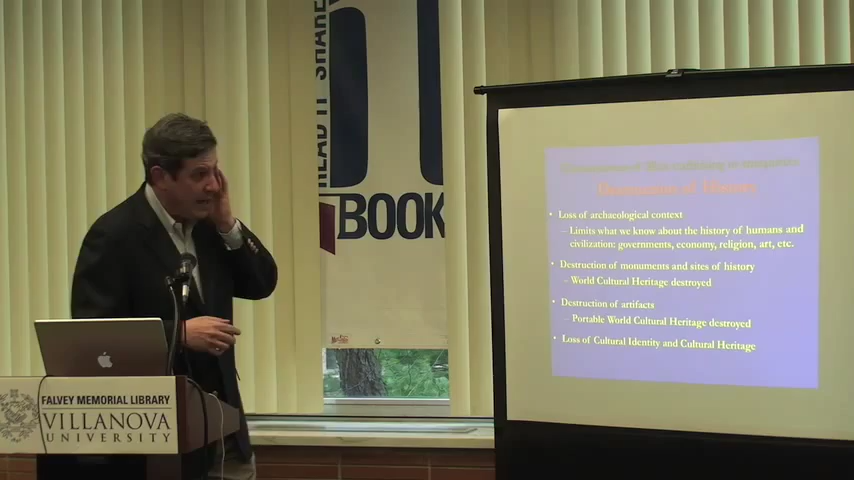 READ IT SHARE
BOOK
Destruction of History
• Loss of archaeological context
– Limits what we know about the history of humans and
civilization: governments, economy, religion, art, etc.
• Destruction of monuments and sites of history
– World Cultural Heritage destroyed
• Destruction of artifacts
– Portable World Cultural Heritage destroyed
• Loss of Cultural Identity and Cultural Heritage
FALVEY MEMORIAL LIBRARY
VILLANOVA
UNIVERSITY